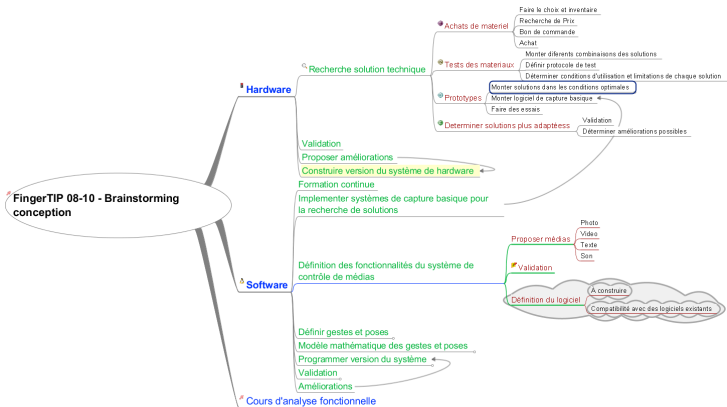 FingerTIP 08-10 - Brainstorming
conception
Hardware
Recherche solution technique
Achats de materiel
Faire le choix et inventaire
Recherche de Prix
Bon de commande
Achat
Tests des materiaux
Monter diferents combinaisons des solutions
Définir protocole de test
Déterminer conditions d'utilisation et limitations de chaque solution
Prototypes
Monter solutions dans les conditions optimales
Monter logiciel de capture basique
Faire des essais
Determiner solutions plus adaptéess
Validation
Déterminer améliorations possibles
Validation
Proposer améliorations
Construire version du système de hardware
Software
Formation continue
Implementer systèmes de capture basique pour
la recherche de solutions
Définition des fonctionnalités du système de
contrôle de médias
Proposer médias
Photo
Video
Texte
Son
Validation
Définition du logiciel
A construire
Compatibilité avec des logiciels existants
Définir gestes et poses
Modèle mathématique des gestes et poses
Programmer version du système
Validation
Améliorations
Cours d'analyse fonctionnelle